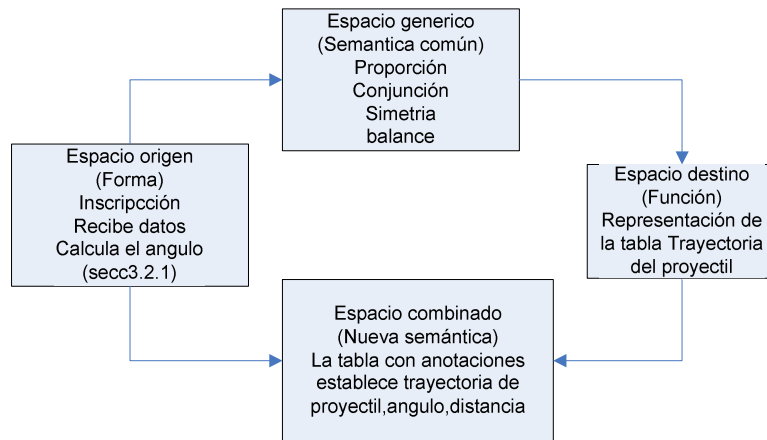 Espacio generico
(Semantica común)
Proporción
Conjunción
Simetria
balance
Espacio origen
(Forma)
Inscripcción
Recibe datos
Calcula el angulo
(secc3.2.1)
Espacio destino
(Función)
Representación de
la tabla Trayectoria
del proyectil
Espacio combinado
(Nueva semántica)
La tabla con anotaciones
establece trayectoria de
proyectil,angulo,distancia